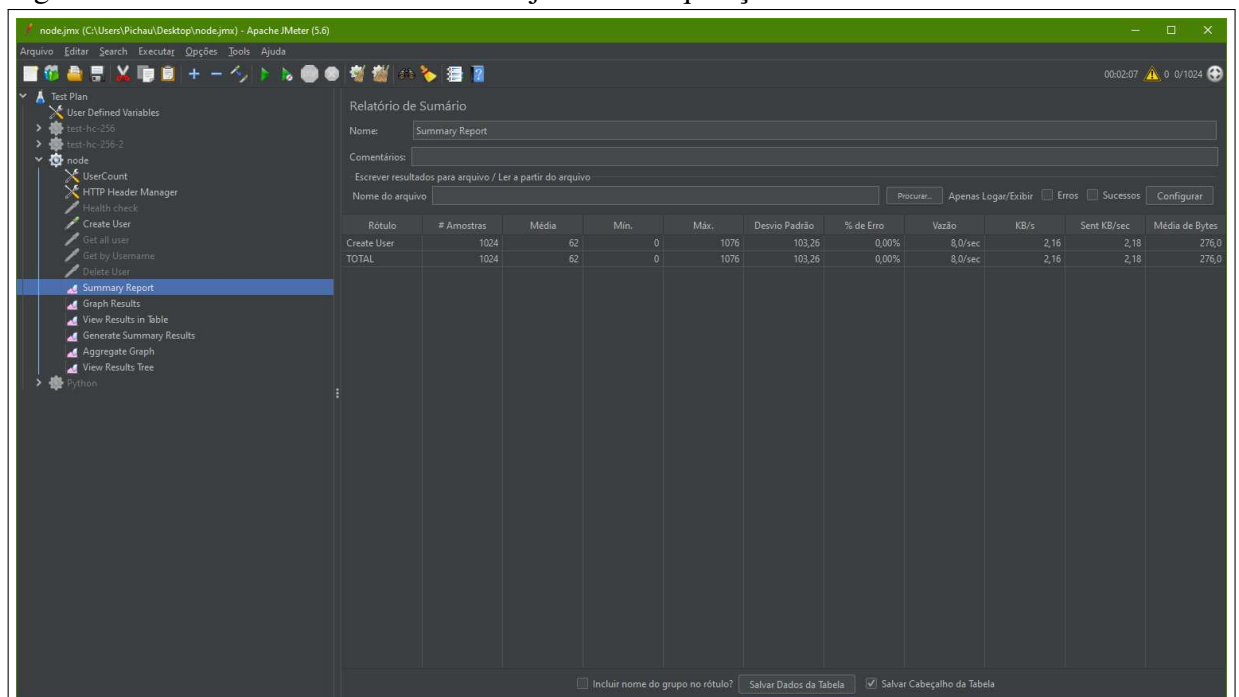 node.jmx (C:\Users\Pichau\Desktop\node.jmx) - Apache JMeter (5.6)
Arquivo Editar Search Executar Opções Tools Ajuda
00:02:07 0 0/1024
Test Plan
User Defined Variables
test-hc-256
test-hc-256-2
node
UserCount
HTTP Header Manager
Health check
Create User
Get all user
Get by Username
Delete User
Summary Report
Graph Results
View Results in Table
Generate Summary Results
Aggregate Graph
View Results Tree
Python
Relatório de Sumário
Nome: Summary Report
Comentários:
Escrever resultados para arquivo / Ler a partir do arquivo
Nome do arquivo Procurar... Apenas Logar/Exibir Erros Sucessos Configurar
Rótulo # Amostras Média Mín. Máx. Desvio Padrão % de Erro Vazão KB/s Sent KB/sec Média de Bytes
Create User 1024 62 0 1076 103,26 0,00% 8,0/sec 2,16 2,18 276,0
TOTAL 1024 62 0 1076 103,26 0,00% 8,0/sec 2,16 2,18 276,0
Incluir nome do grupo no rótulo? Salvar Dados da Tabela Salvar Cabeçalho da Tabela